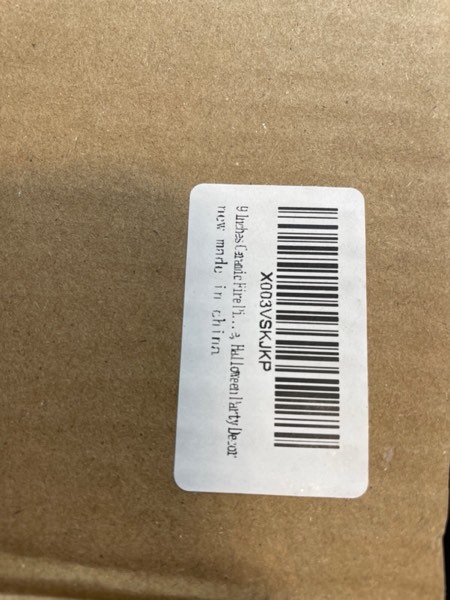 X003VSKJKP
9 Inches Ceramic Fire Pi... s, Halloween Party Decor
new made in china